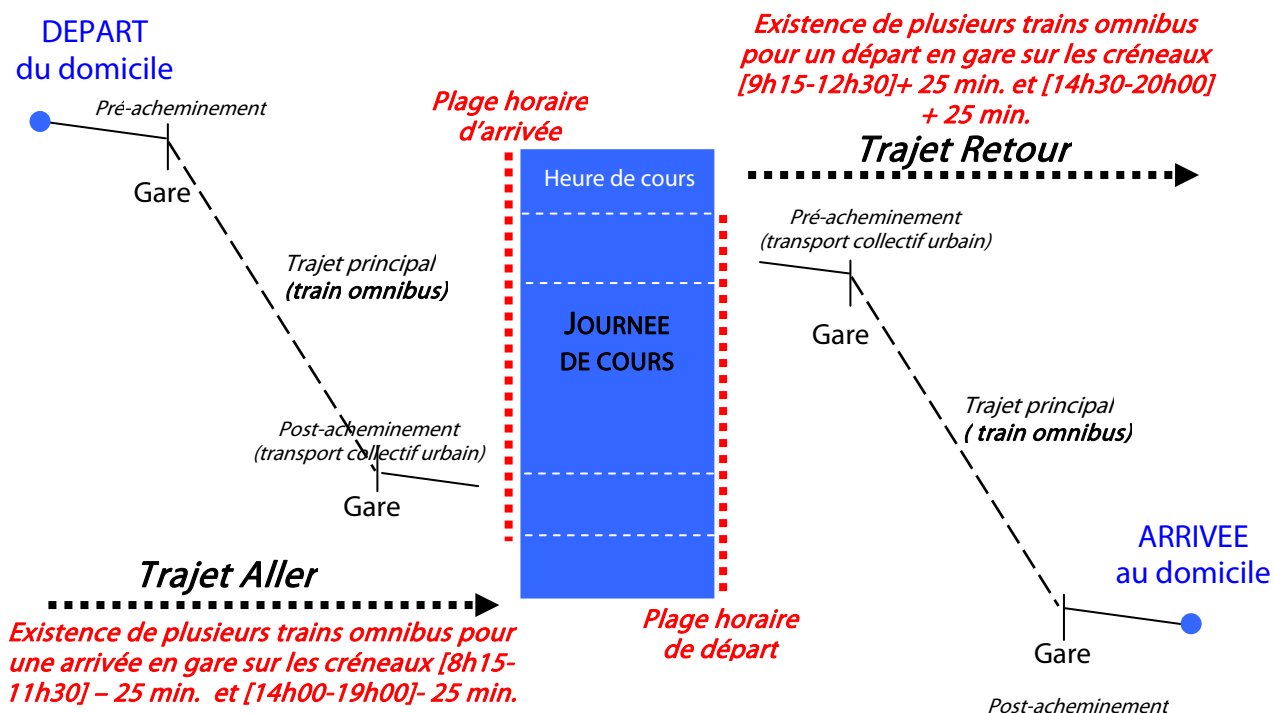 DEPART
du domicile
Pré-acheminement
Gare
Trajet principal
(train omnibus)
Post-acheminement
(transport collectif urbain)
Gare
Trajet Aller
Existence de plusieurs trains omnibus pour
une arrivée en gare sur les créneaux [8h15-
11h30] – 25 min. et [14h00-19h00]- 25 min.
Plage horaire
d’arrivée
Heure de cours
JOURNEE
DE COURS
Plage horaire
de départ
Existence de plusieurs trains omnibus
pour un départ en gare sur les créneaux
[9h15-12h30]+ 25 min. et [14h30-20h00]
+ 25 min.
Trajet Retour
Pré-acheminement
(transport collectif urbain)
Gare
Trajet principal
( train omnibus)
ARRIVEE
au domicile
Gare
Post-acheminement